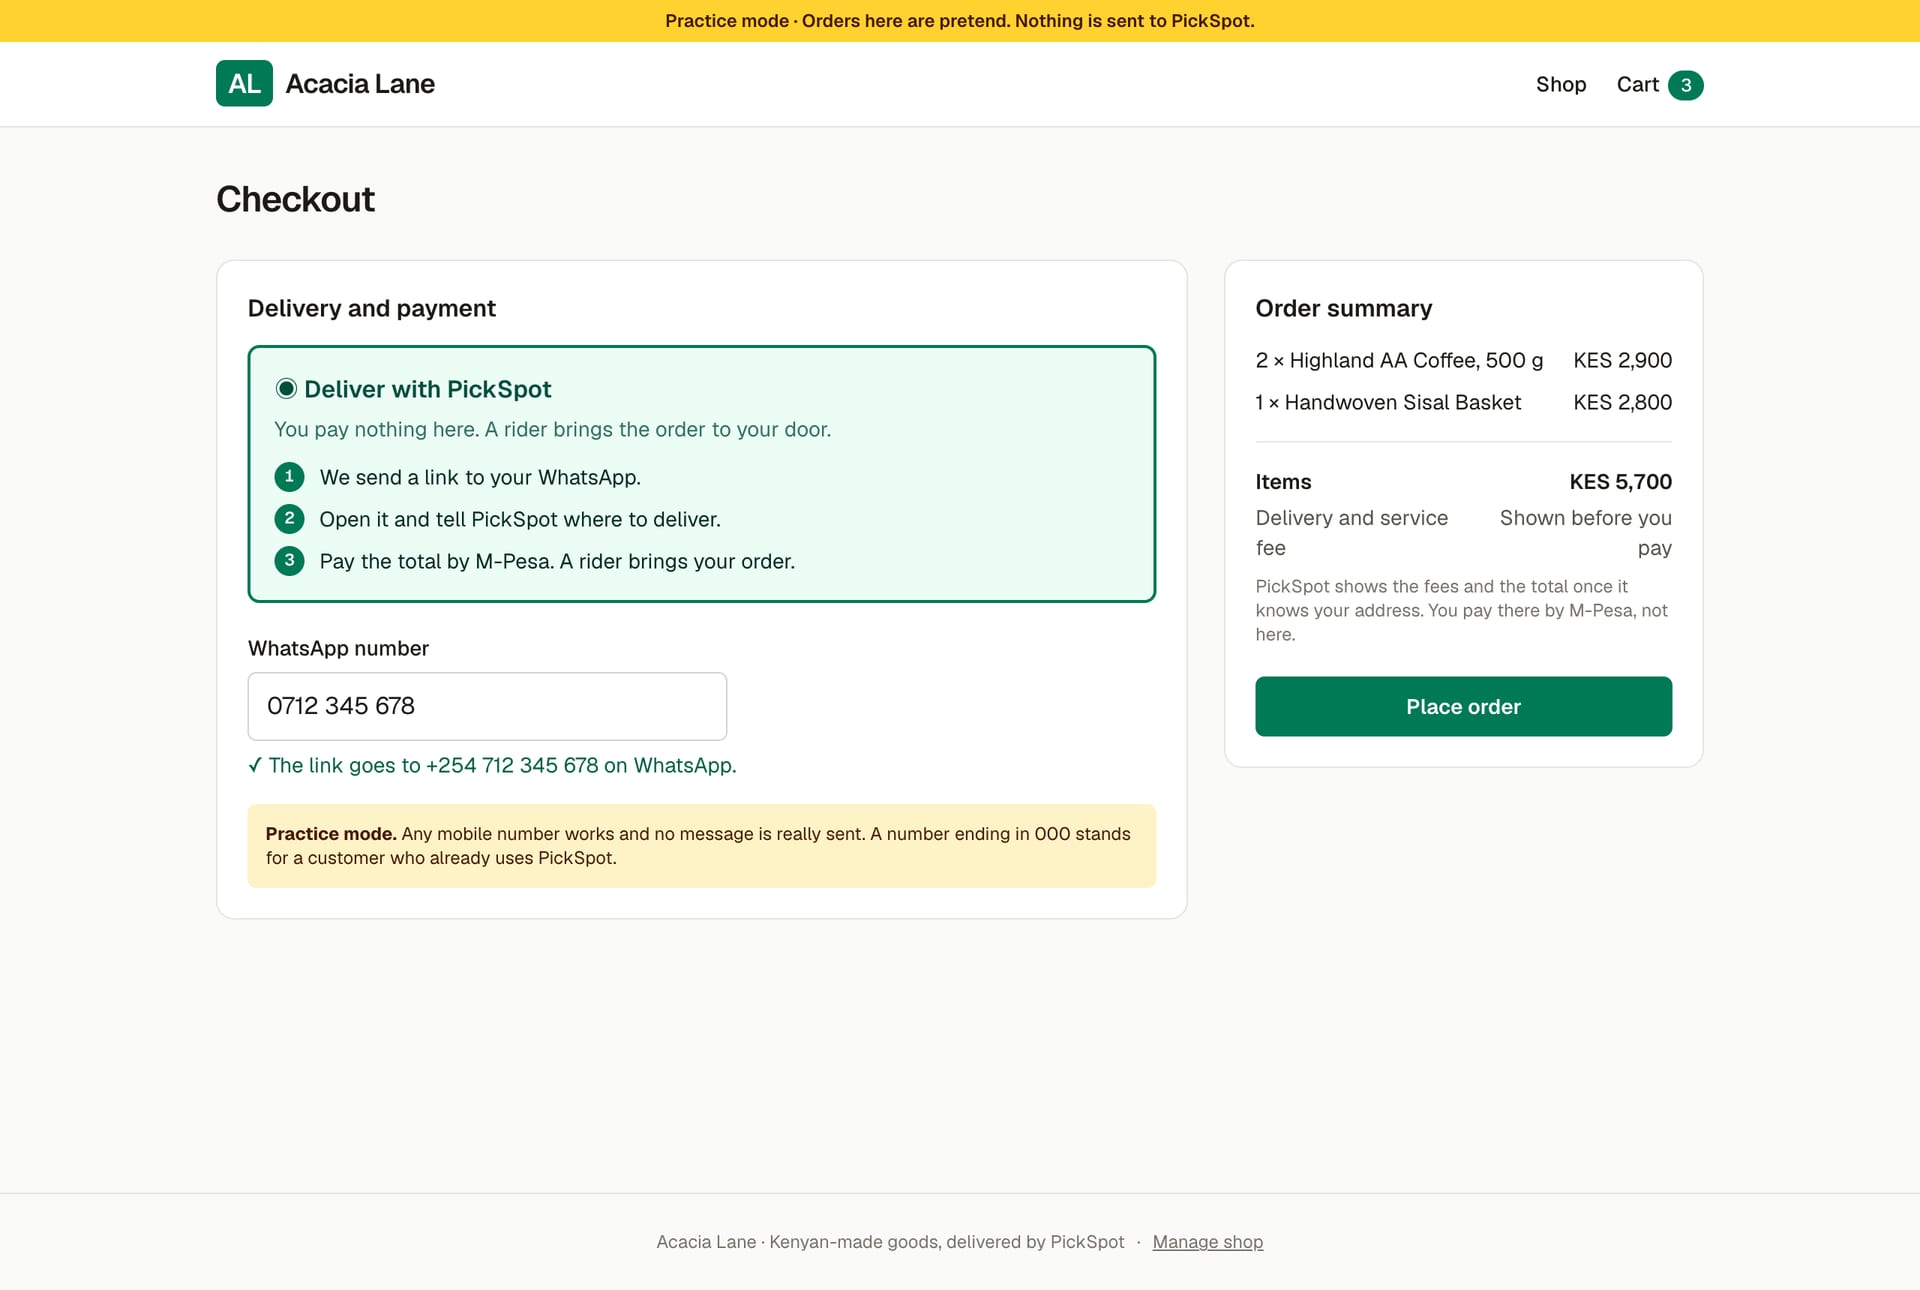 Practice mode · Orders here are pretend. Nothing is sent to PickSpot.
AL Acacia Lane
Shop
Cart 3
Checkout
Delivery and payment
Deliver with PickSpot
You pay nothing here. A rider brings the order to your door.
1 We send a link to your WhatsApp.
2 Open it and tell PickSpot where to deliver.
3 Pay the total by M-Pesa. A rider brings your order.
WhatsApp number
0712 345 678
✓ The link goes to +254 712 345 678 on WhatsApp.
Practice mode. Any mobile number works and no message is really sent. A number ending in 000 stands
for a customer who already uses PickSpot.
Order summary
2 × Highland AA Coffee, 500 g KES 2,900
1 × Handwoven Sisal Basket KES 2,800
Items KES 5,700
Delivery and service Shown before you
fee pay
PickSpot shows the fees and the total once it
knows your address. You pay there by M-Pesa, not
here.
Place order
Acacia Lane · Kenyan-made goods, delivered by PickSpot · Manage shop